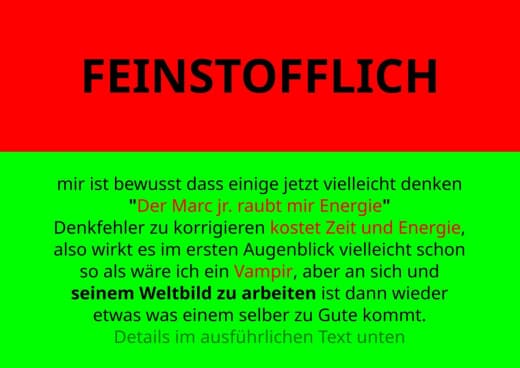 FEINSTOFFLICH
mir ist bewusst dass einige jetzt vielleicht denken
"Der Marc jr. raubt mir Energie"
Denkfehler zu korrigieren kostet Zeit und Energie,
also wirkt es im ersten Augenblick vielleicht schon
so als wäre ich ein Vampir, aber an sich und
seinem Weltbild zu arbeiten ist dann wieder
etwas was einem selber zu Gute kommt.
Details im ausführlichen Text unten